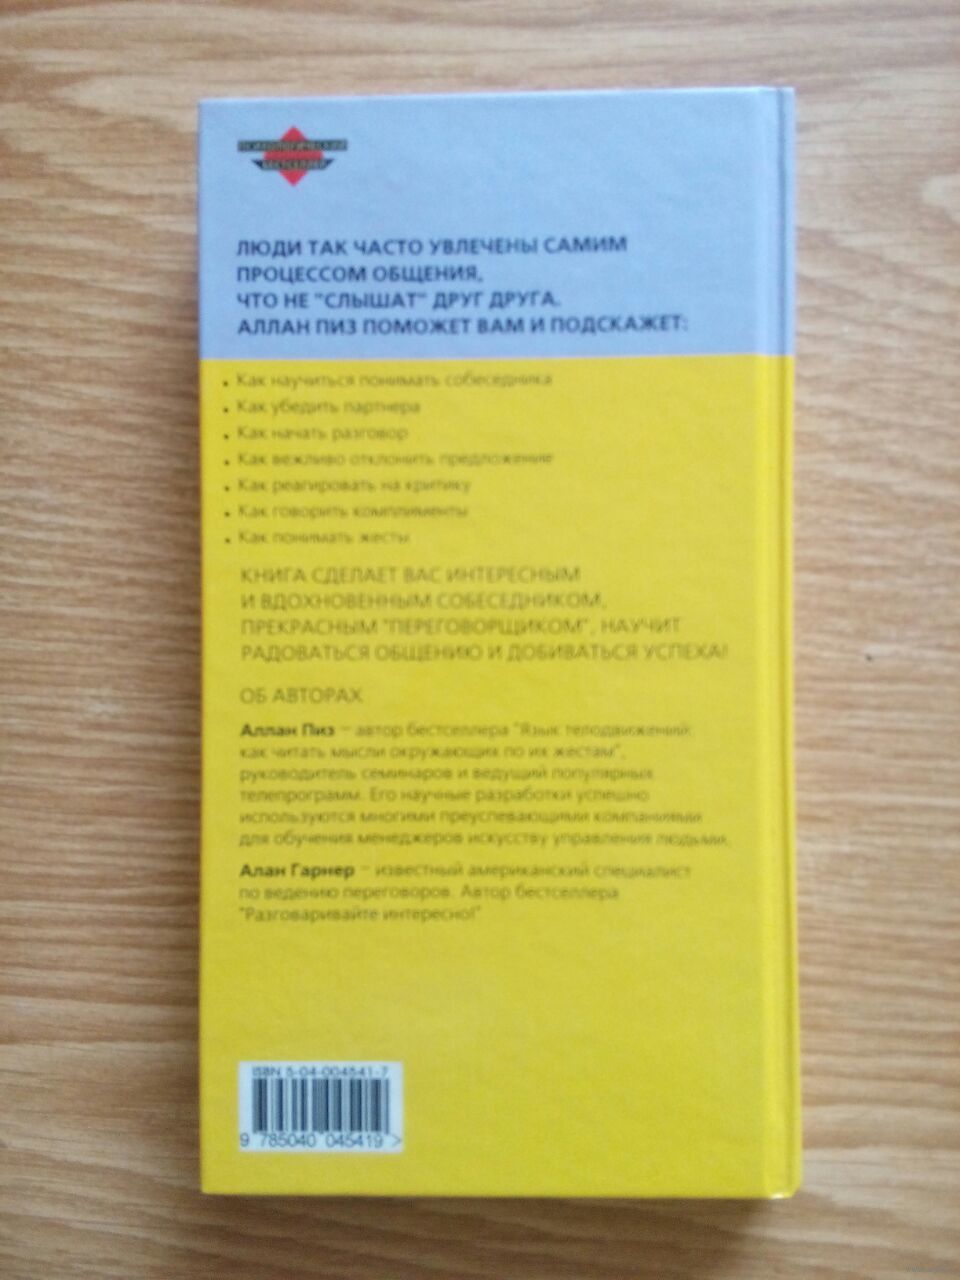 ПСИХОЛОГИЧЕСКИЙ
БЕСТСЕЛЛЕР
ЛЮДИ ТАК ЧАСТО УВЛЕЧЕНЫ САМИМ
ПРОЦЕССОМ ОБЩЕНИЯ,
ЧТО НЕ "СЛЫШАТ" ДРУГ ДРУГА.
АЛЛАН ПИЗ ПОМОЖЕТ ВАМ И ПОДСКАЖЕТ:
• Как научиться понимать собеседника
• Как убедить партнера
• Как начать разговор
• Как вежливо отклонить предложение
• Как реагировать на критику
• Как говорить комплименты
• Как понимать жесты
КНИГА СДЕЛАЕТ ВАС ИНТЕРЕСНЫМ
И ВДОХНОВЕННЫМ СОБЕСЕДНИКОМ,
ПРЕКРАСНЫМ "ПЕРЕГОВОРЩИКОМ", НАУЧИТ
РАДОВАТЬСЯ ОБЩЕНИЮ И ДОБИВАТЬСЯ УСПЕХА!
ОБ АВТОРАХ
Аллан Пиз – автор бестселлера "Язык телодвижений:
как читать мысли окружающих по их жестам",
руководитель семинаров и ведущий популярных
телепрограмм. Его научные разработки успешно
используются многими преуспевающими компаниями
для обучения менеджеров искусству управления людьми.
Алан Гарнер – известный американский специалист
по ведению переговоров. Автор бестселлера
"Разговаривайте интересно!"
ISBN 5-04-004541-7
9 785040 045419 >